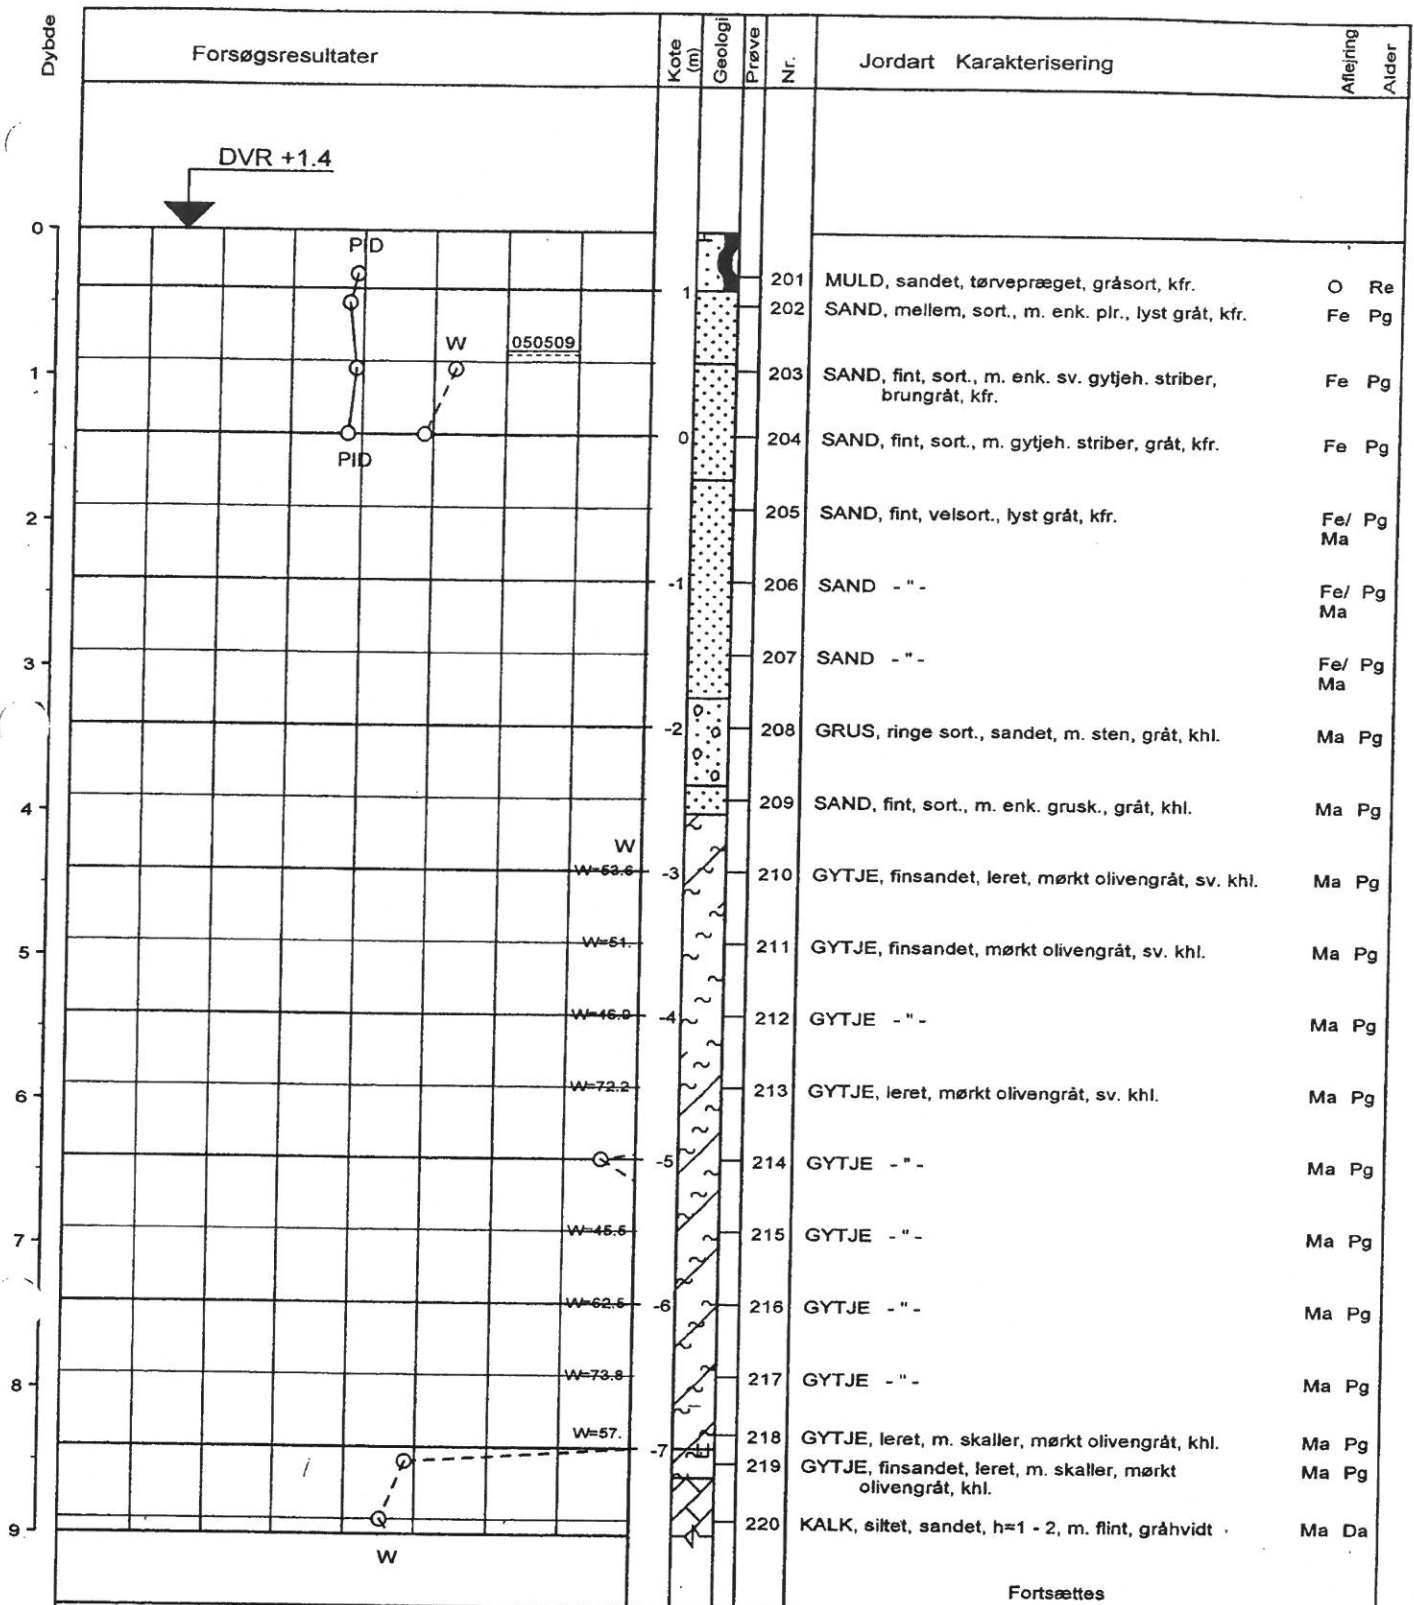 Dybde
Forsøgsresultater
Kote (m)
Geologi
Prøve
Nr.
Jordart Karakterisering
Aflejring
Alder
DVR +1.4
0
PID
201 MULD, sandet, tørvepræget, gråsort, kfr. O Re
1
202 SAND, mellem, sort., m. enk. plr., lyst gråt, kfr. Fe Pg
W
050509
1
203 SAND, fint, sort., m. enk. sv. gytjeh. striber, Fe Pg
brungråt, kfr.
0
204 SAND, fint, sort., m. gytjeh. striber, gråt, kfr. Fe Pg
PID
2
205 SAND, fint, velsort., lyst gråt, kfr. Fe/ Pg
Ma
-1
206 SAND - " - Fe/ Pg
Ma
3
207 SAND - " - Fe/ Pg
Ma
-2
208 GRUS, ringe sort., sandet, m. sten, gråt, khl. Ma Pg
4
209 SAND, fint, sort., m. enk. grusk., gråt, khl. Ma Pg
W
W=53.6
-3
210 GYTJE, finsandet, leret, mørkt olivengråt, sv. khl. Ma Pg
5
W=51.
211 GYTJE, finsandet, mørkt olivengråt, sv. khl. Ma Pg
W=46.9
-4
212 GYTJE - " - Ma Pg
6
W=72.2
213 GYTJE, leret, mørkt olivengråt, sv. khl. Ma Pg
-5
214 GYTJE - " - Ma Pg
7
W=45.5
215 GYTJE - " - Ma Pg
W=62.5
-6
216 GYTJE - " - Ma Pg
8
W=73.8
217 GYTJE - " - Ma Pg
W=57.
-7
218 GYTJE, leret, m. skaller, mørkt olivengråt, khl. Ma Pg
219 GYTJE, finsandet, leret, m. skaller, mørkt Ma Pg
olivengråt, khl.
9
220 KALK, siltet, sandet, h=1 - 2, m. flint, gråhvidt Ma Da
W
Fortsættes